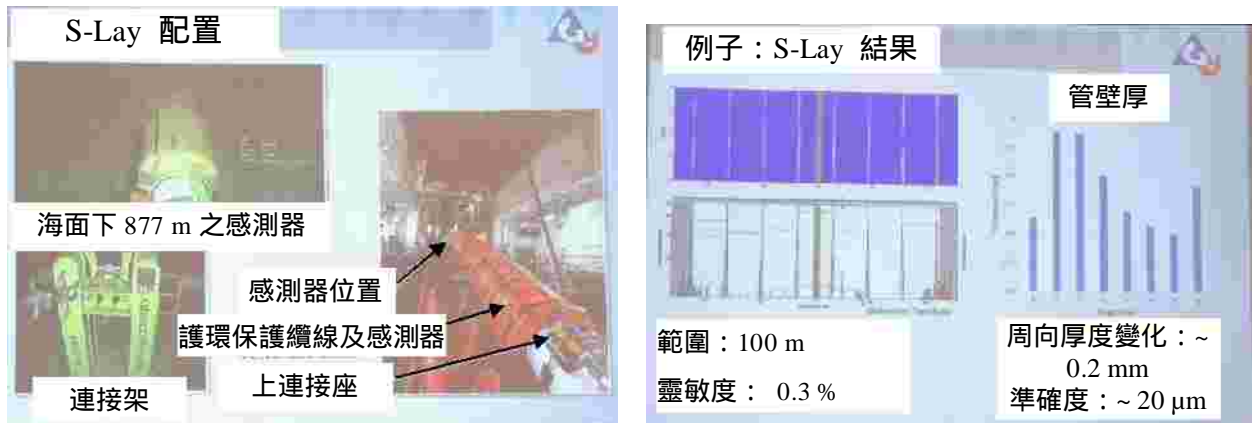 S-Lay 配置
海面下 877 m 之感測器
感測器位置
護環保護纜線及感測器
上連接座
連接架
例子：S-Lay 結果
管壁厚
範圍：100 m
靈敏度： 0.3 %
周向厚度變化：~
0.2 mm
準確度：~ 20 μm